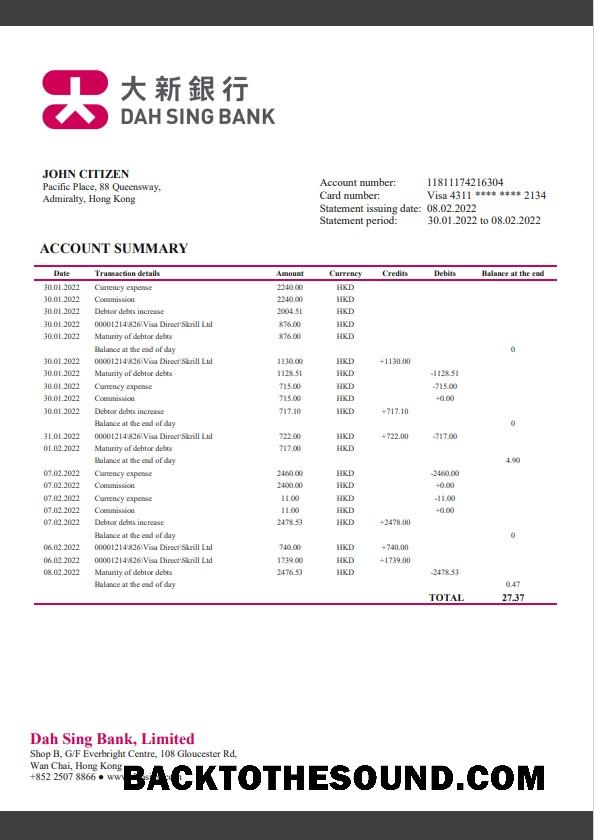 大新銀行
DAH SING BANK
JOHN CITIZEN
Pacific Place, 88 Queensway,
Admiralty, Hong Kong
Account number: 11811174216304
Card number: Visa 4311 **** **** 2134
Statement issuing date: 08.02.2022
Statement period: 30.01.2022 to 08.02.2022
ACCOUNT SUMMARY
Date Transaction details Amount Currency Credits Debits Balance at the end
30.01.2022 Currency expense 2240.00 HKD
30.01.2022 Commission 2240.00 HKD
30.01.2022 Debtor debts increase 2004.51 HKD
30.01.2022 00001214\826\Visa Direct\Skrill Ltd 876.00 HKD
30.01.2022 Maturity of debtor debts 876.00 HKD
Balance at the end of day 0
30.01.2022 00001214\826\Visa Direct\Skrill Ltd 1130.00 HKD +1130.00
30.01.2022 Maturity of debtor debts 1128.51 HKD -1128.51
30.01.2022 Currency expense 715.00 HKD -715.00
30.01.2022 Commission 715.00 HKD +0.00
30.01.2022 Debtor debts increase 717.10 HKD +717.10
Balance at the end of day 0
31.01.2022 00001214\826\Visa Direct\Skrill Ltd 722.00 HKD +722.00 -717.00
01.02.2022 Maturity of debtor debts 717.00 HKD
Balance at the end of day 4.90
07.02.2022 Currency expense 2460.00 HKD -2460.00
07.02.2022 Commission 2400.00 HKD +0.00
07.02.2022 Currency expense 11.00 HKD -11.00
07.02.2022 Commission 11.00 HKD +0.00
07.02.2022 Debtor debts increase 2478.53 HKD +2478.00
Balance at the end of day 0
06.02.2022 00001214\826\Visa Direct\Skrill Ltd 740.00 HKD +740.00
06.02.2022 00001214\826\Visa Direct\Skrill Ltd 1739.00 HKD +1739.00
08.02.2022 Maturity of debtor debts 2476.53 HKD -2478.53
Balance at the end of day 0.47
TOTAL 27.37
Dah Sing Bank, Limited
Shop B, G/F Everbright Centre, 108 Gloucester Rd,
Wan Chai, Hong Kong
+852 2507 8866 ●
BACKTOTHESOUND.COM